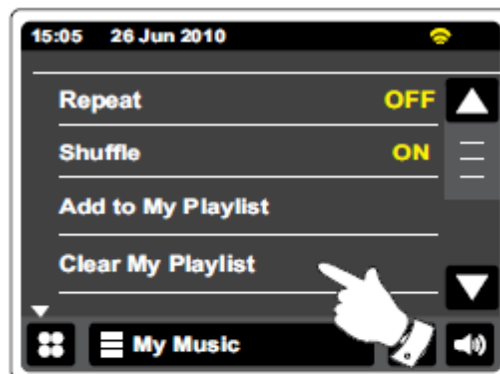 15:05 26 Jun 2010
Repeat OFF
Shuffle ON
Add to My Playlist
Clear My Playlist
My Music